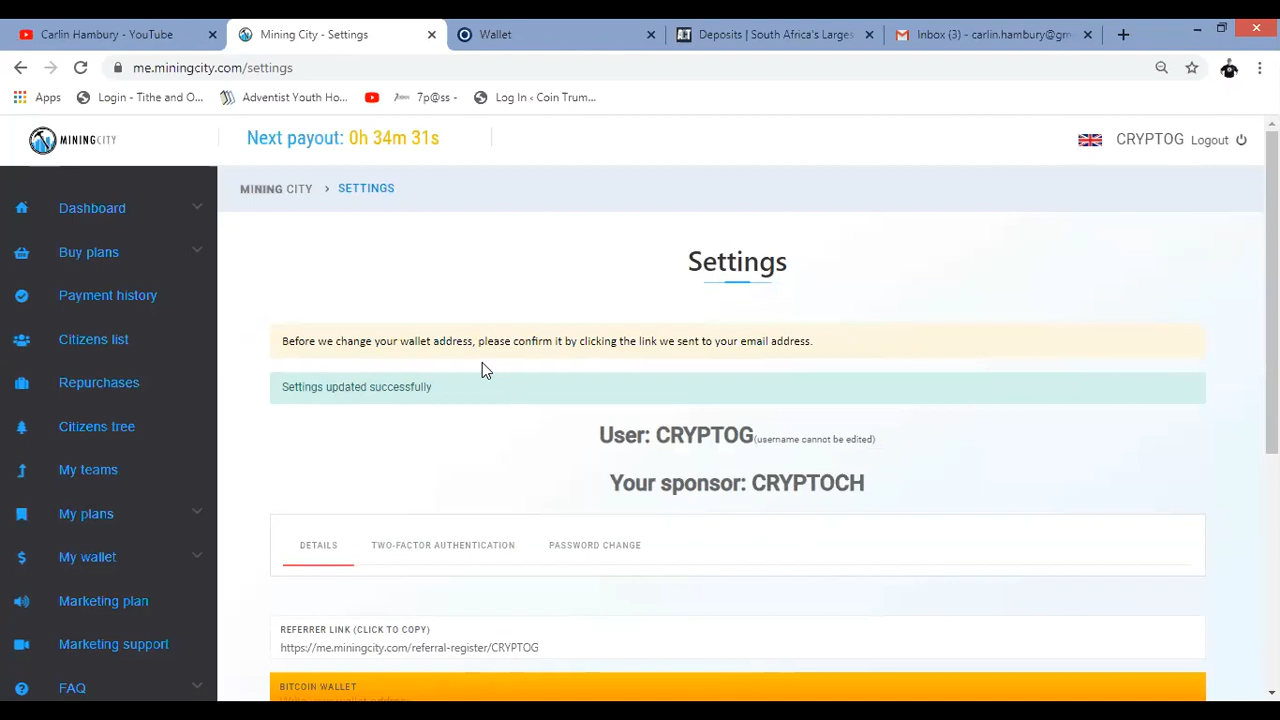 Carlin Hambury - YouTube
Mining City - Settings
Wallet
Deposits | South Africa's Larges
Inbox (3) - carlin.hambury@gm
me.miningcity.com/settings
Apps
Login - Tithe and O...
Adventist Youth Ho...
7p@ss -
Log In ‹ Coin Trum...
MININGCITY
Next payout: 0h 34m 31s
CRYPTOG Logout
MINING CITY > SETTINGS
Dashboard
Buy plans
Payment history
Citizens list
Repurchases
Citizens tree
My teams
My plans
My wallet
Marketing plan
Marketing support
FAQ
Settings
Before we change your wallet address, please confirm it by clicking the link we sent to your email address.
Settings updated successfully
User: CRYPTOG(username cannot be edited)
Your sponsor: CRYPTOCH
DETAILS
TWO-FACTOR AUTHENTICATION
PASSWORD CHANGE
REFERRER LINK (CLICK TO COPY)
https://me.miningcity.com/referral-register/CRYPTOG
BITCOIN WALLET